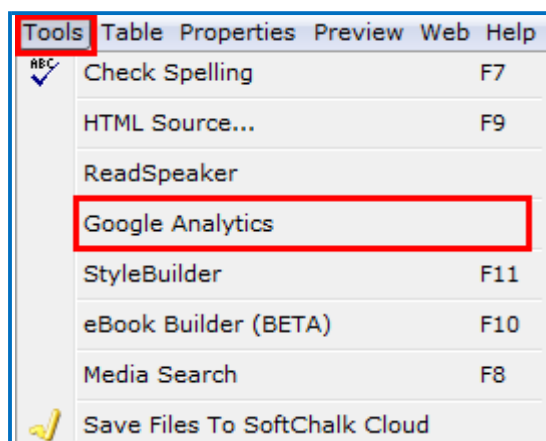 Tools Table Properties Preview Web Help
ABC Check Spelling F7
HTML Source... F9
ReadSpeaker
Google Analytics
StyleBuilder F11
eBook Builder (BETA) F10
Media Search F8
Save Files To SoftChalk Cloud